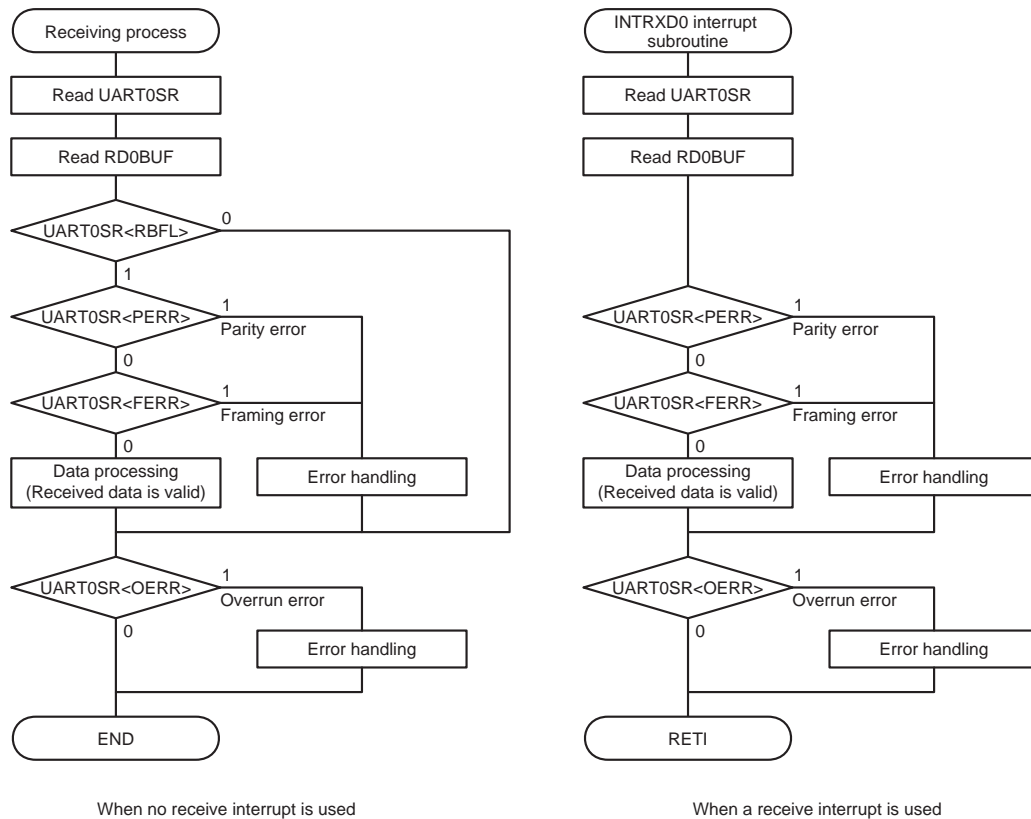 Receiving process
Read UART0SR
Read RD0BUF
UART0SR<RBFL>
0
1
UART0SR<PERR>
1
Parity error
0
UART0SR<FERR>
1
Framing error
0
Data processing
(Received data is valid)
Error handling
UART0SR<OERR>
1
Overrun error
0
Error handling
END
When no receive interrupt is used
INTRXD0 interrupt
subroutine
Read UART0SR
Read RD0BUF
UART0SR<PERR>
1
Parity error
0
UART0SR<FERR>
1
Framing error
0
Data processing
(Received data is valid)
Error handling
UART0SR<OERR>
1
Overrun error
0
Error handling
RETI
When a receive interrupt is used